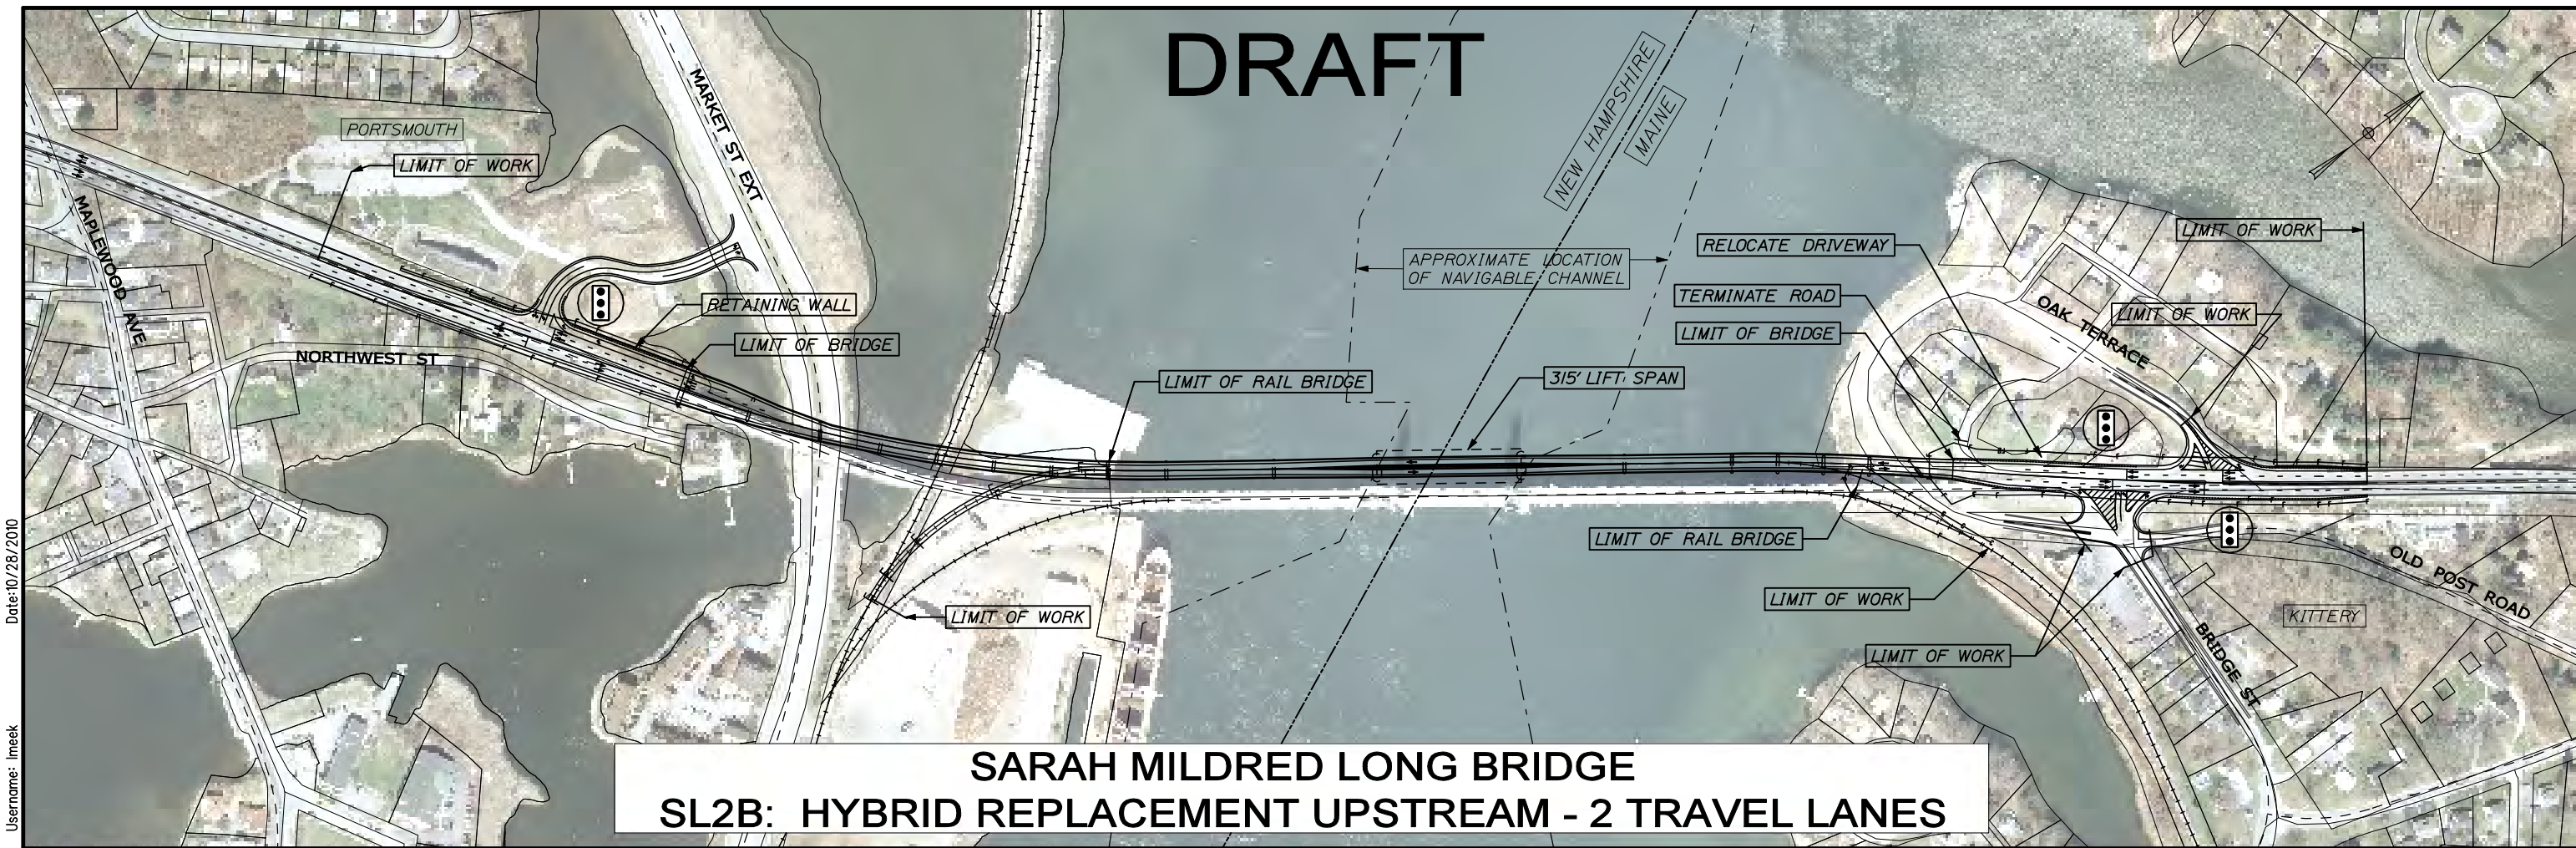 DRAFT
PORTSMOUTH
LIMIT OF WORK
MARKET ST EXT
MAPLEWOOD AVE
NORTHWEST ST
RETAINING WALL
LIMIT OF BRIDGE
NEW HAMPSHIRE
MAINE
APPROXIMATE LOCATION
OF NAVIGABLE CHANNEL
LIMIT OF RAIL BRIDGE
315' LIFT SPAN
RELOCATE DRIVEWAY
TERMINATE ROAD
LIMIT OF BRIDGE
LIMIT OF WORK
LIMIT OF WORK
OAK TERRACE
LIMIT OF RAIL BRIDGE
LIMIT OF WORK
LIMIT OF WORK
LIMIT OF WORK
OLD POST ROAD
KITTERY
BRIDGE ST
SARAH MILDRED LONG BRIDGE
SL2B: HYBRID REPLACEMENT UPSTREAM - 2 TRAVEL LANES
Date:10/28/2010
Username: lmeek